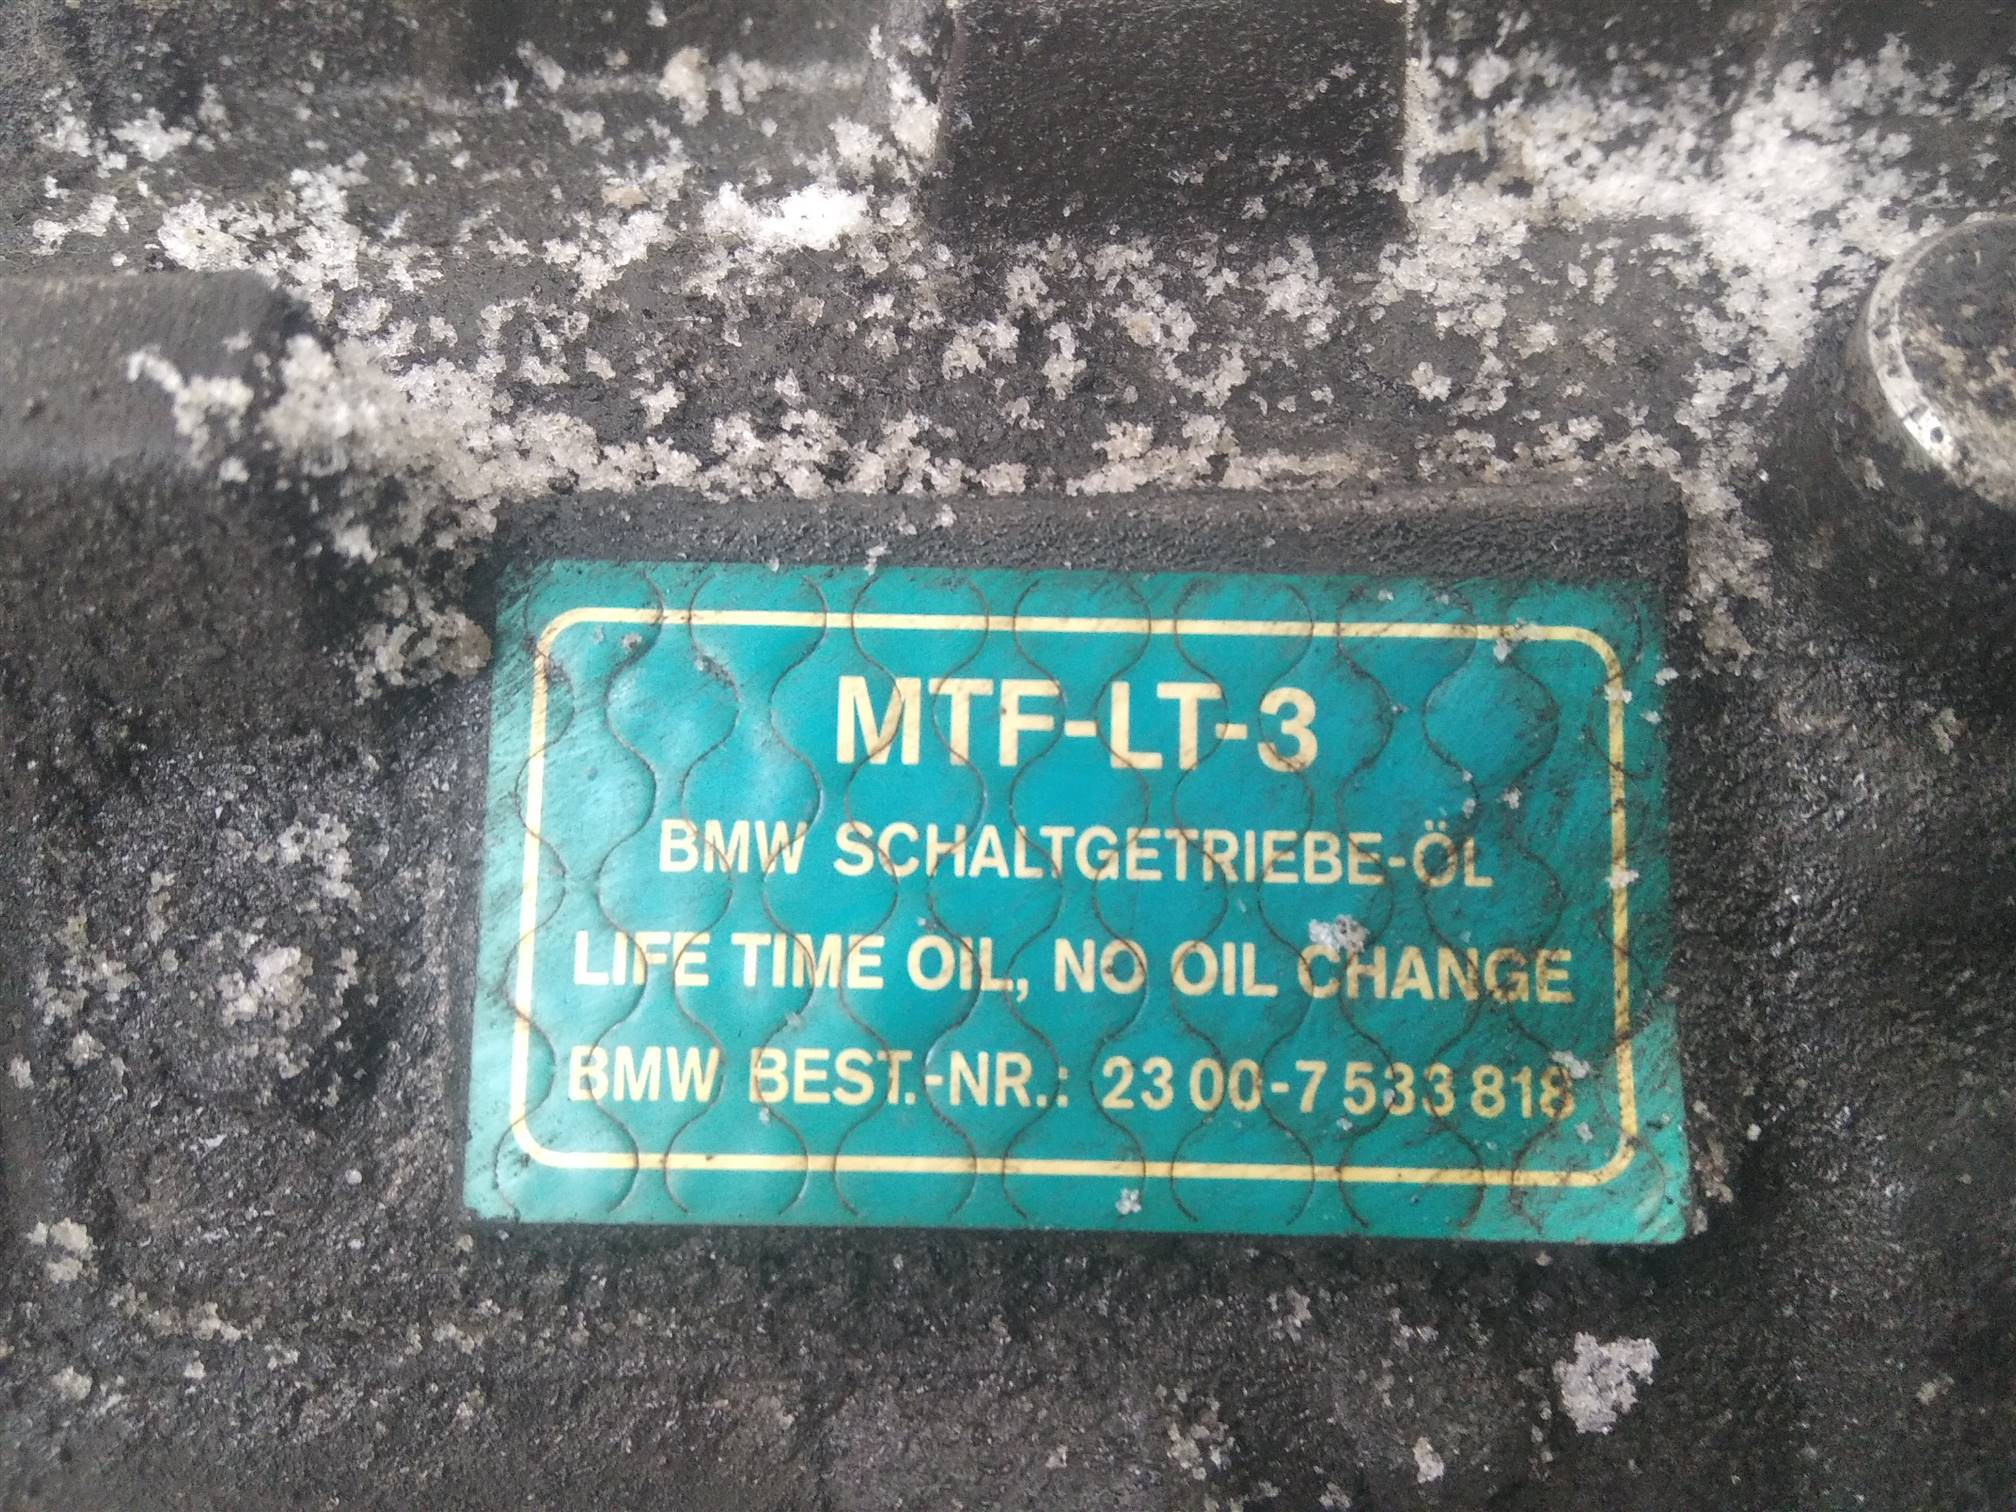 MTF-LT-3
BMW SCHALTGETRIEBE-ÖL
LIFE TIME OIL, NO OIL CHANGE
BMW BEST.-NR.: 23 00-7 533 818